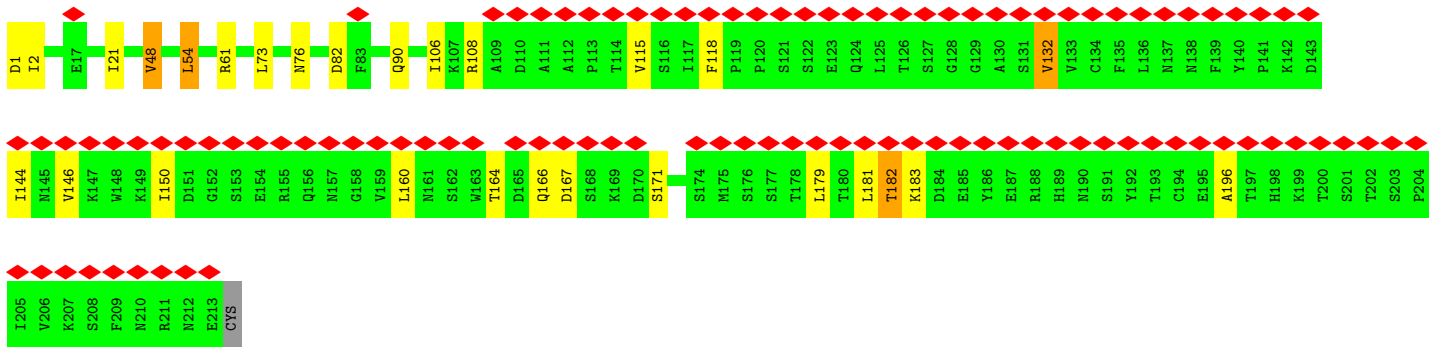 D1 I2 E17 I21 V48 L54 R61 L73 N76 D82 F83 Q90 I106 K107 R108 A109 D110 A111 A112 P113 T114 V115 S116 I117 F118 P119 P120 S121 S122 E123 Q124 L125 T126 S127 G128 G129 A130 S131 V132 V133 C134 F135 L136 N137 N138 F139 Y140 P141 K142 D143
I144 N145 V146 K147 W148 K149 I150 D151 G152 S153 E154 R155 Q156 N157 G158 V159 L160 N161 S162 W163 T164 D165 Q166 D167 S168 K169 D170 S171 S174 M175 S176 S177 T178 L179 T180 L181 T182 K183 D184 E185 Y186 E187 R188 H189 N190 S191 Y192 T193 C194 E195 A196 T197 H198 K199 T200 S201 T202 S203 P204
I205 V206 K207 S208 F209 N210 R211 N212 E213 CYS